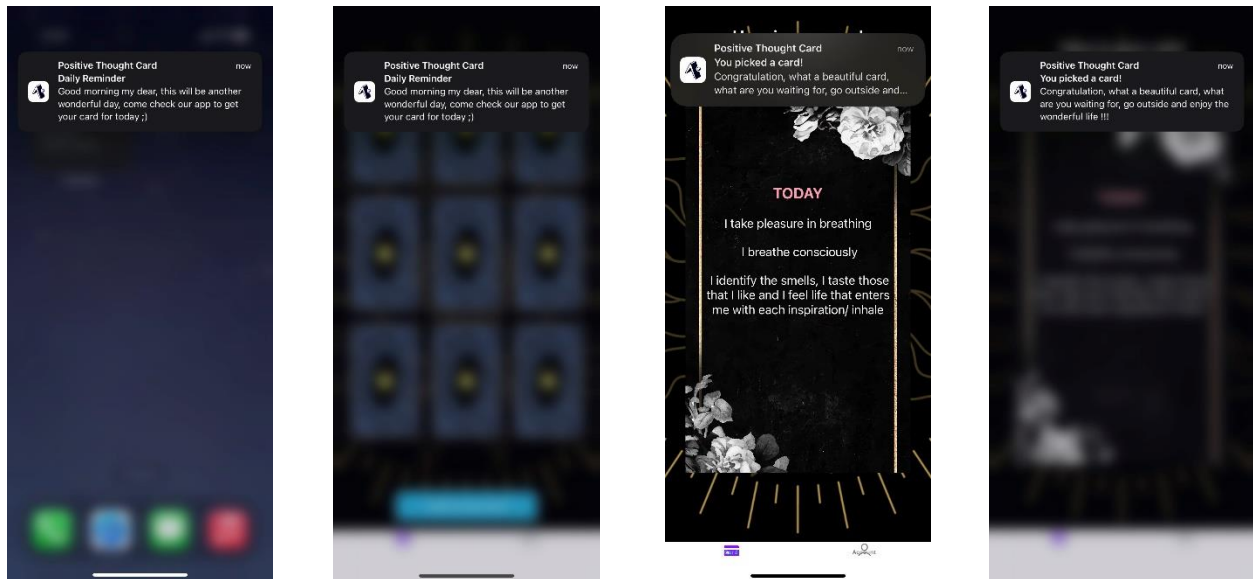 Positive Thought Card
now
Daily Reminder
Good morning my dear, this will be another
wonderful day, come check our app to get
your card for today ;)
Positive Thought Card
now
Daily Reminder
Good morning my dear, this will be another
wonderful day, come check our app to get
your card for today ;)
Positive Thought Card
now
You picked a card!
Congratulation, what a beautiful card,
what are you waiting for, go outside and...
TODAY
I take pleasure in breathing
I breathe consciously
I identify the smells, I taste those
that I like and I feel life that enters
me with each inspiration/ inhale
Account
Positive Thought Card
now
You picked a card!
Congratulation, what a beautiful card, what
are you waiting for, go outside and enjoy the
wonderful life !!!